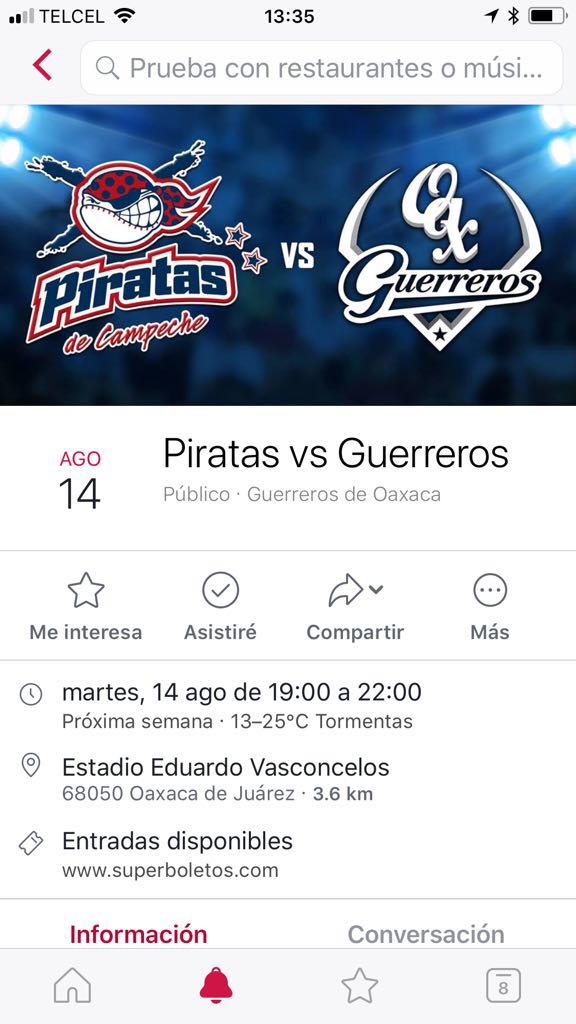 TELCEL 13:35
Prueba con restaurantes o músi...
Piratas
de Campeche
VS
Oax
Guerreros
AGO
14
Piratas vs Guerreros
Público · Guerreros de Oaxaca
Me interesa Asistiré Compartir Más
martes, 14 ago de 19:00 a 22:00
Próxima semana · 13–25°C Tormentas
Estadio Eduardo Vasconcelos
68050 Oaxaca de Juárez · 3.6 km
Entradas disponibles
www.superboletos.com
Información Conversación
8